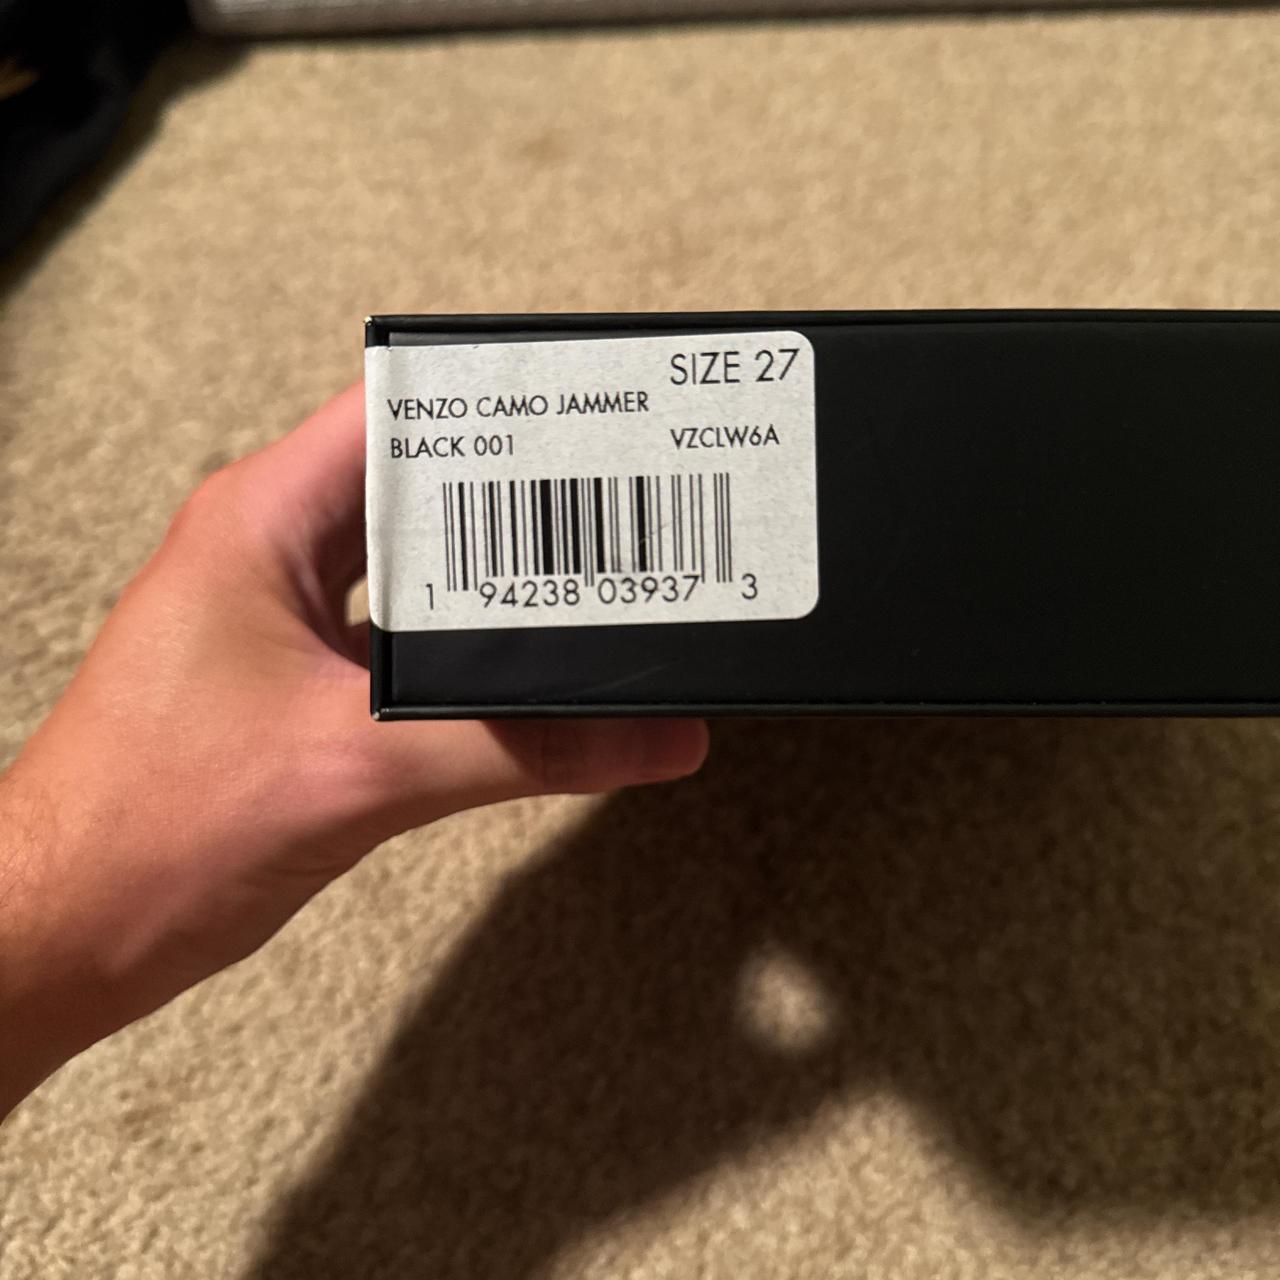 SIZE 27
VENZO CAMO JAMMER
BLACK 001 VZCLW6A
1 94238 03937 3